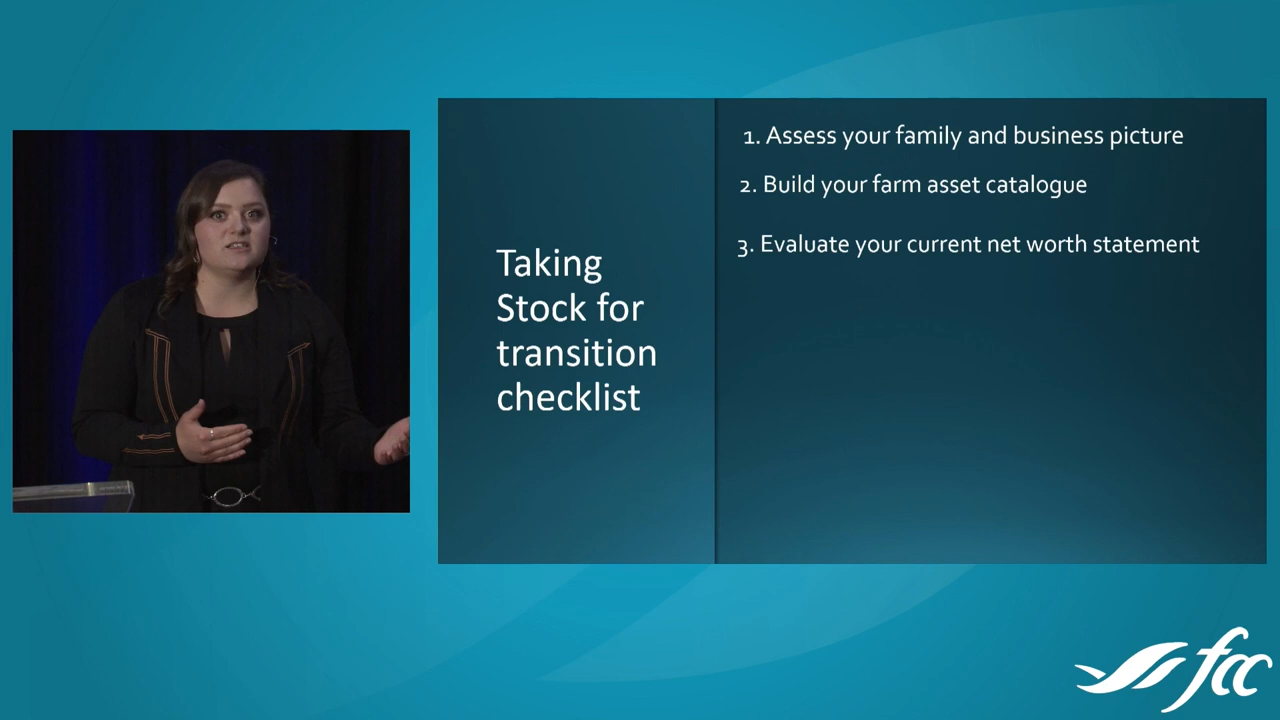 Taking
Stock for
transition
checklist
1. Assess your family and business picture
2. Build your farm asset catalogue
3. Evaluate your current net worth statement
fcc